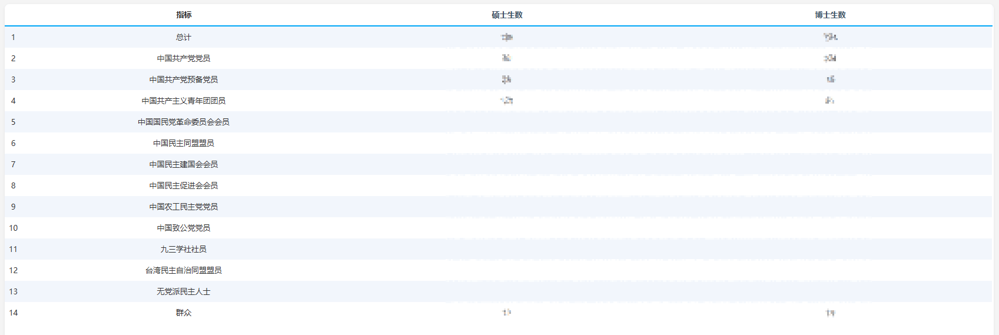 指标 硕士生数 博士生数
1 总计
2 中国共产党党员
3 中国共产党预备党员
4 中国共产主义青年团团员
5 中国国民党革命委员会会员
6 中国民主同盟盟员
7 中国民主建国会会员
8 中国民主促进会会员
9 中国农工民主党党员
10 中国致公党党员
11 九三学社社员
12 台湾民主自治同盟盟员
13 无党派民主人士
14 群众